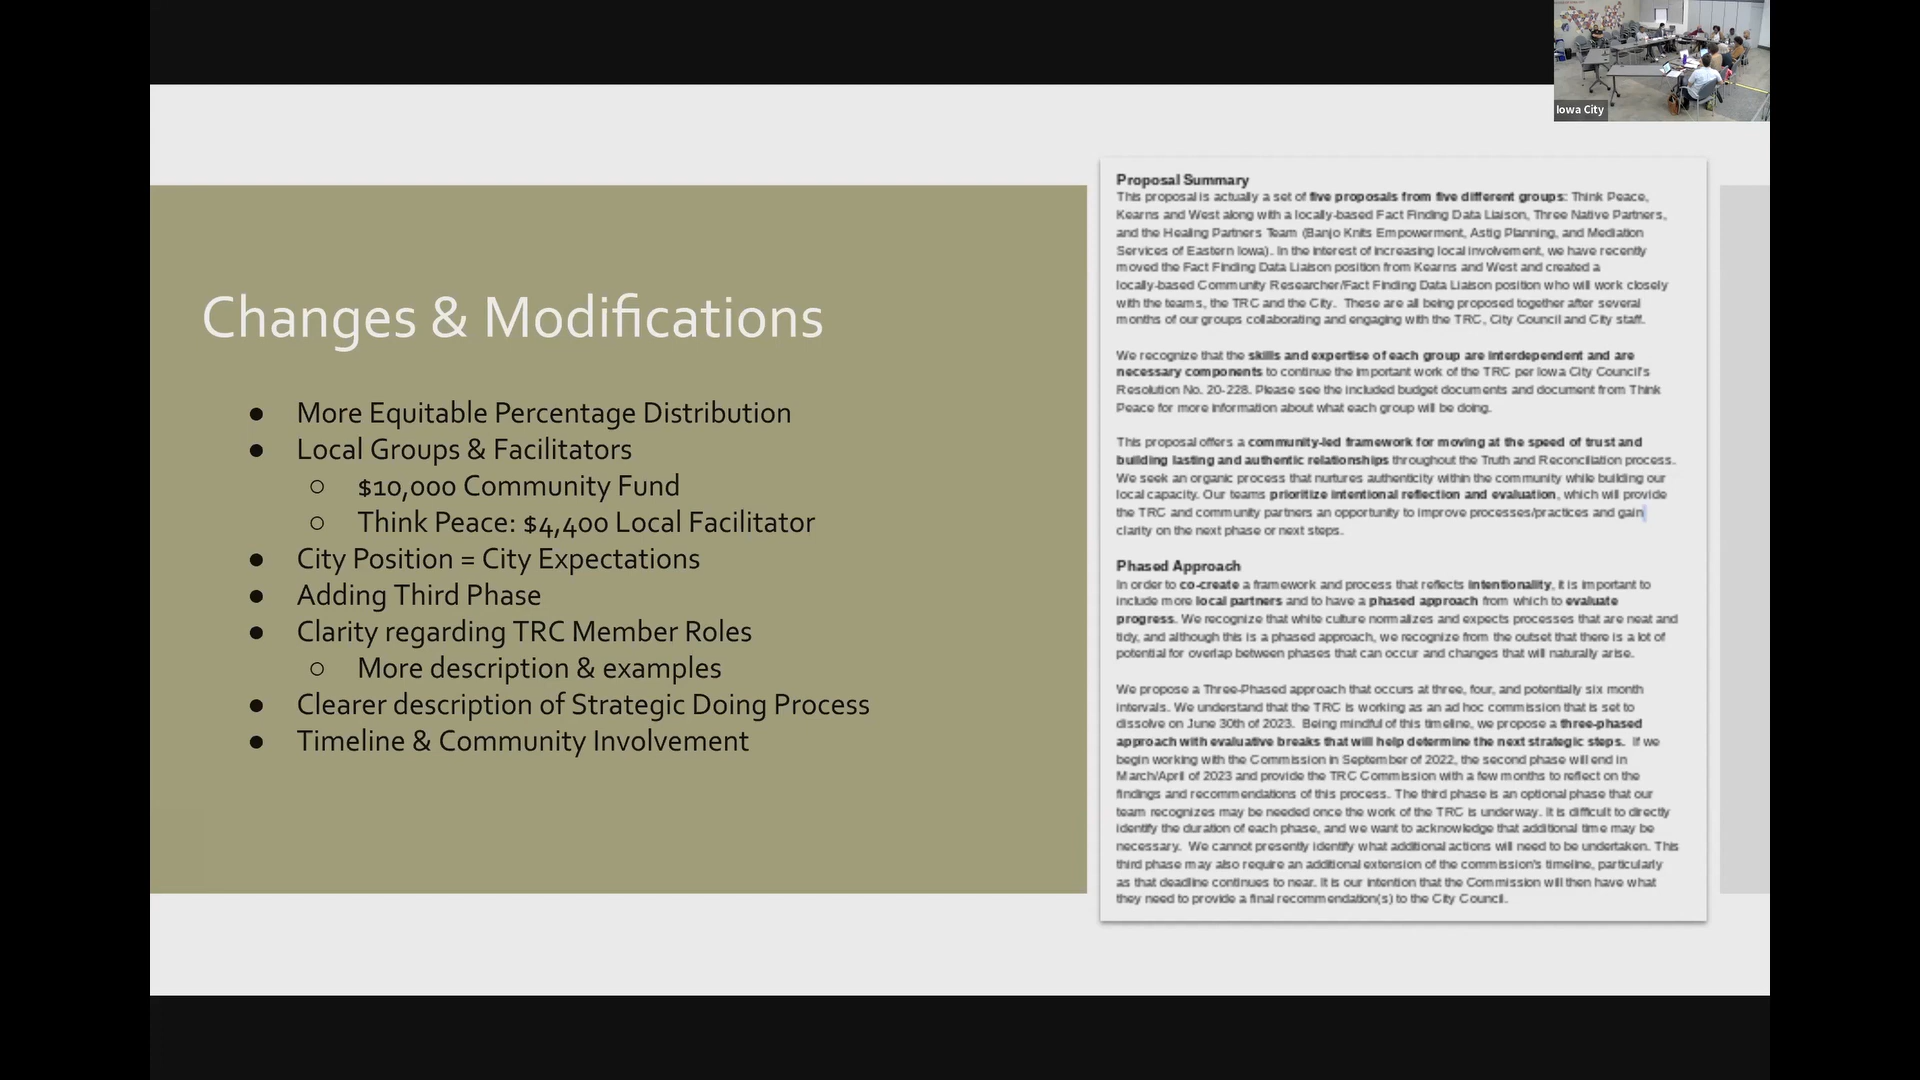 Iowa City
Changes & Modifications
● More Equitable Percentage Distribution
● Local Groups & Facilitators
○ $10,000 Community Fund
○ Think Peace: $4,400 Local Facilitator
● City Position = City Expectations
● Adding Third Phase
● Clarity regarding TRC Member Roles
○ More description & examples
● Clearer description of Strategic Doing Process
● Timeline & Community Involvement
Proposal Summary
This proposal is actually a set of five proposals from five different groups: Think Peace,
Kearns and West along with a locally-based Fact Finding Data Liaison, Three Native Partners,
and the Healing Partners Team (Banjo Knits Empowerment, Astig Planning, and Mediation
Services of Eastern Iowa). In the interest of increasing local involvement, we have recently
moved the Fact Finding Data Liaison position from Kearns and West and created a
locally-based Community Researcher/Fact Finding Data Liaison position who will work closely
with the teams, the TRC and the City. These are all being proposed together after several
months of our groups collaborating and engaging with the TRC, City Council and City staff.
We recognize that the skills and expertise of each group are interdependent and are
necessary components to continue the important work of the TRC per Iowa City Council's
Resolution No. 20-228. Please see the included budget documents and document from Think
Peace for more information about what each group will be doing.
This proposal offers a community-led framework for moving at the speed of trust and
building lasting and authentic relationships throughout the Truth and Reconciliation process.
We seek an organic process that nurtures authenticity within the community while building our
local capacity. Our teams prioritize intentional reflection and evaluation, which will provide
the TRC and community partners an opportunity to improve processes/practices and gain
clarity on the next phase or next steps.
Phased Approach
In order to co-create a framework and process that reflects intentionality, it is important to
include more local partners and to have a phased approach from which to evaluate
progress. We recognize that white culture normalizes and expects processes that are neat and
tidy, and although this is a phased approach, we recognize from the outset that there is a lot of
potential for overlap between phases that can occur and changes that will naturally arise.
We propose a Three-Phased approach that occurs at three, four, and potentially six month
intervals. We understand that the TRC is working as an ad hoc commission that is set to
dissolve on June 30th of 2023. Being mindful of this timeline, we propose a three-phased
approach with evaluative breaks that will help determine the next strategic steps. If we
begin working with the Commission in September of 2022, the second phase will end in
March/April of 2023 and provide the TRC Commission with a few months to reflect on the
findings and recommendations of this process. The third phase is an optional phase that our
team recognizes may be needed once the work of the TRC is underway. It is difficult to directly
identify the duration of each phase, and we want to acknowledge that additional time may be
necessary. We cannot presently identify what additional actions will need to be undertaken. This
third phase may also require an additional extension of the commission's timeline, particularly
as that deadline continues to near. It is our intention that the Commission will then have what
they need to provide a final recommendation(s) to the City Council.